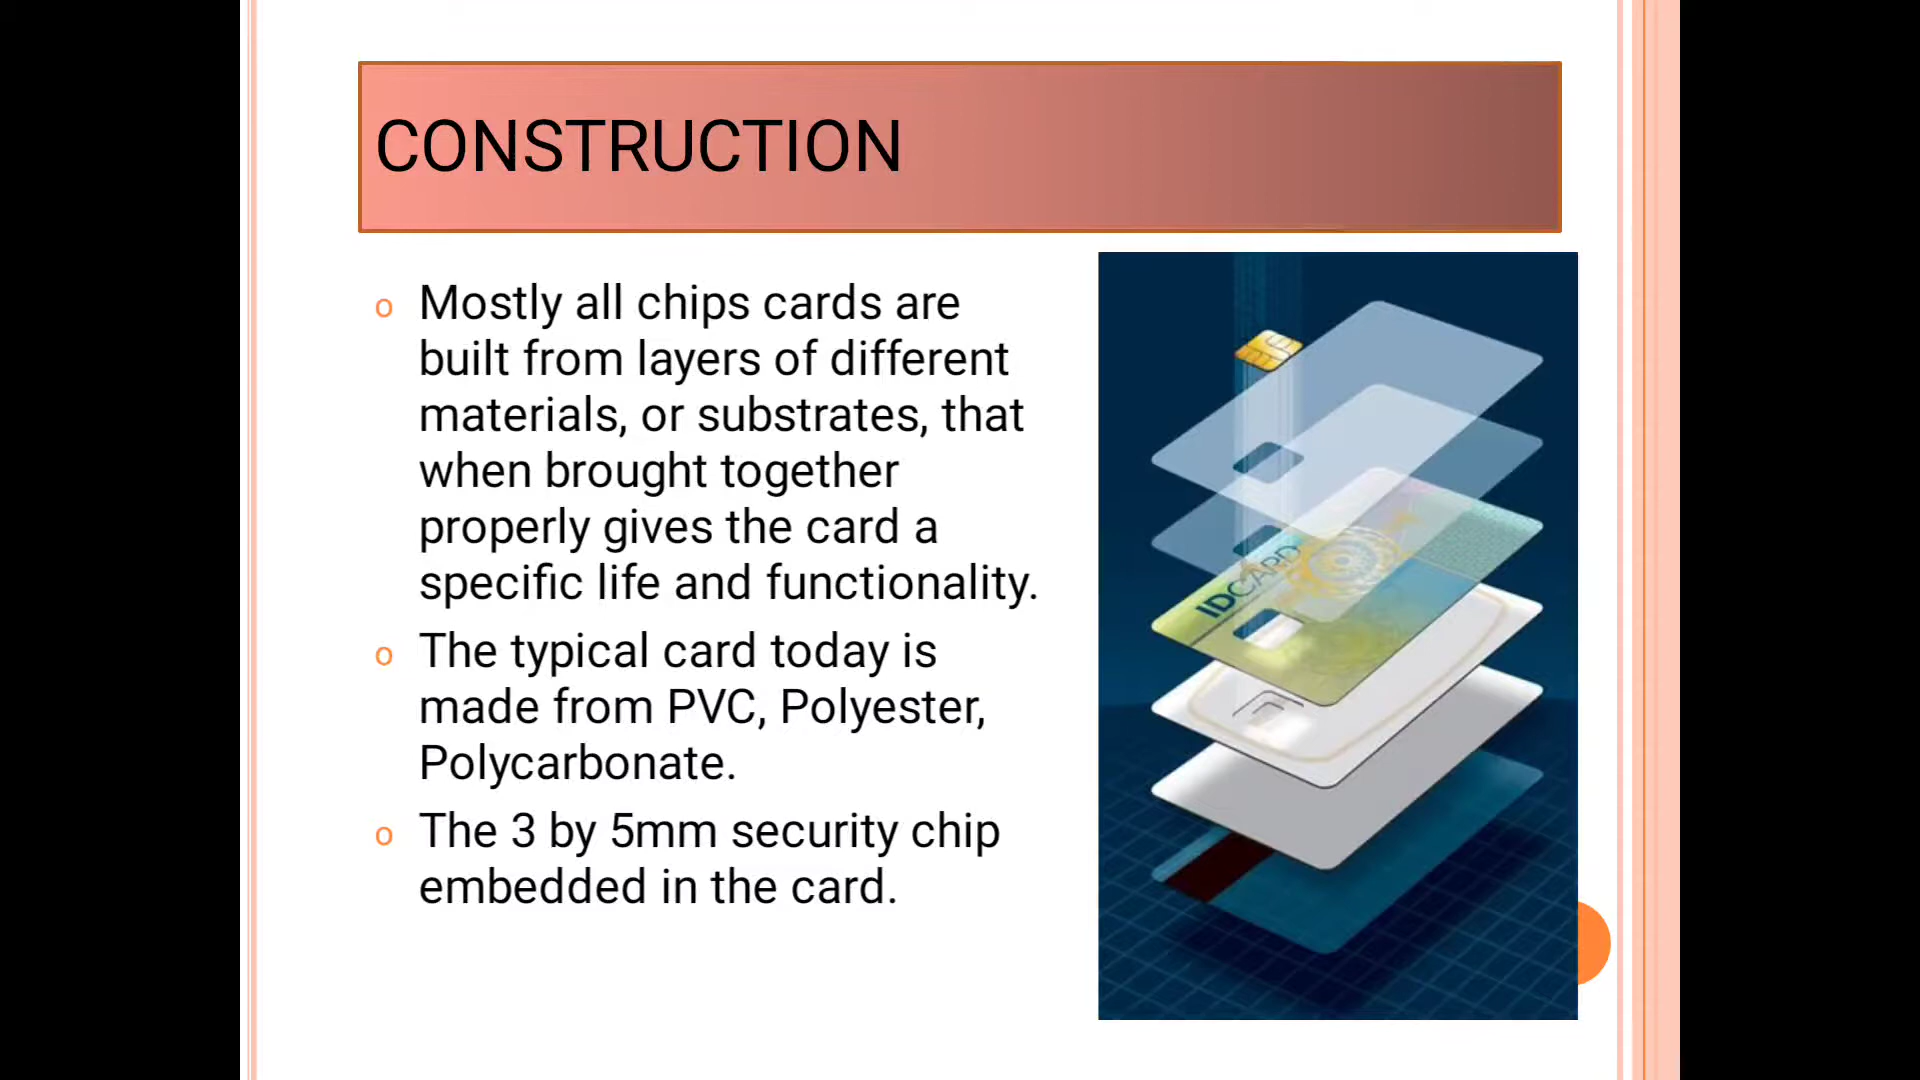 CONSTRUCTION
o Mostly all chips cards are
built from layers of different
materials, or substrates, that
when brought together
properly gives the card a
specific life and functionality.
o The typical card today is
made from PVC, Polyester,
Polycarbonate.
o The 3 by 5mm security chip
embedded in the card.
IDCARD